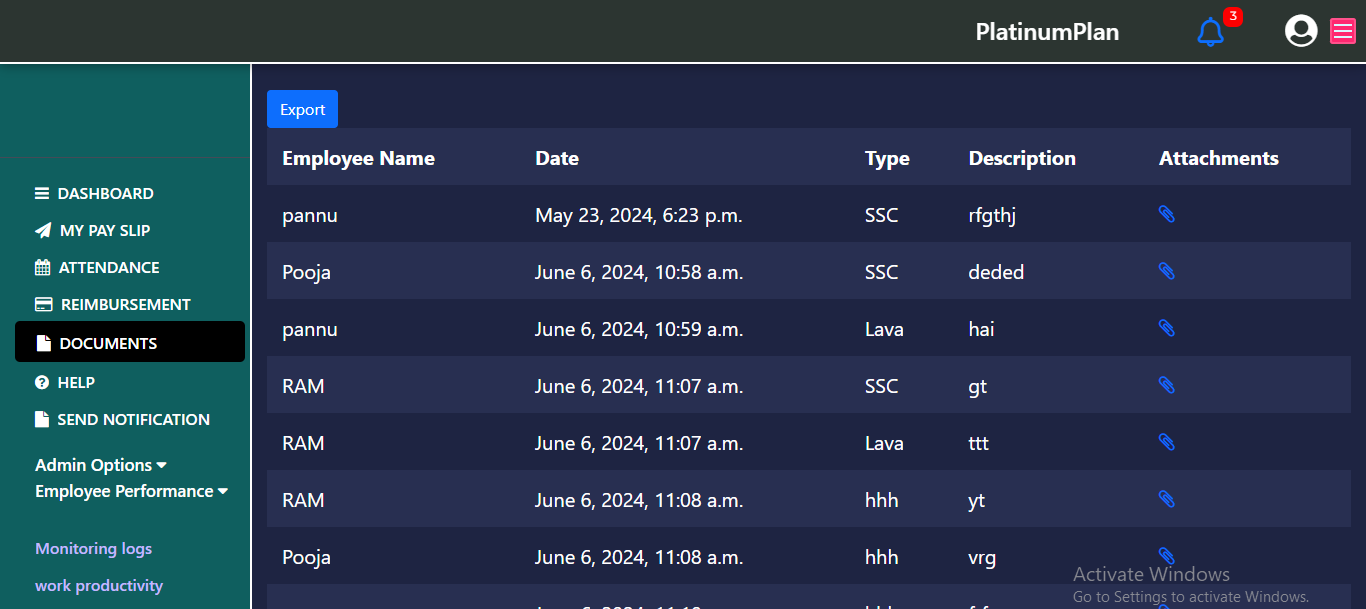 PlatinumPlan
3
Export
Employee Name Date Type Description Attachments
pannu May 23, 2024, 6:23 p.m. SSC rfgthj
Pooja June 6, 2024, 10:58 a.m. SSC deded
pannu June 6, 2024, 10:59 a.m. Lava hai
RAM June 6, 2024, 11:07 a.m. SSC gt
RAM June 6, 2024, 11:07 a.m. Lava ttt
RAM June 6, 2024, 11:08 a.m. hhh yt
Pooja June 6, 2024, 11:08 a.m. hhh vrg
DASHBOARD
MY PAY SLIP
ATTENDANCE
REIMBURSEMENT
DOCUMENTS
HELP
SEND NOTIFICATION
Admin Options
Employee Performance
Monitoring logs
work productivity
Activate Windows
Go to Settings to activate Windows.